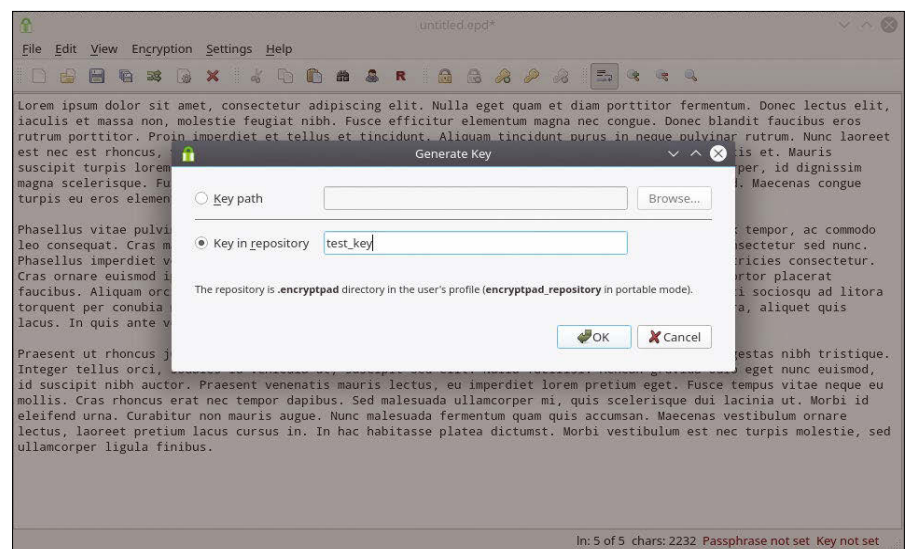 untitled.epd*
File Edit View Encryption Settings Help
R
Lorem ipsum dolor sit amet, consectetur adipiscing elit. Nulla eget quam et diam porttitor fermentum. Donec lectus elit,
iaculis et massa non, molestie feugiat nibh. Fusce efficitur elementum magna nec congue. Donec blandit faucibus eros
rutrum porttitor. Proin imperdiet et tellus et tincidunt. Aliquam tincidunt purus in neque pulvinar rutrum. Nunc laoreet
est nec est rhoncus, is et. Mauris
suscipit turpis lorem per, id dignissim
magna scelerisque. Fu . Maecenas congue
turpis eu eros elemen
Generate Key
Key path
Browse...
Key in repository test_key
The repository is .encryptpad directory in the user's profile (encryptpad_repository in portable mode).
OK Cancel
Phasellus vitae pulvi tempor, ac commodo
leo consequat. Cras m sectetur sed nunc.
Phasellus imperdiet v ricies consectetur.
Cras ornare euismod i rtor placerat
faucibus. Aliquam orc i sociosqu ad litora
torquent per conubia a, aliquet quis
lacus. In quis ante v
Praesent ut rhoncus j gestas nibh tristique.
Integer tellus orci, eget nunc euismod,
id suscipit nibh auctor. Praesent venenatis mauris lectus, eu imperdiet lorem pretium eget. Fusce tempus vitae neque eu
mollis. Cras rhoncus erat nec tempor dapibus. Sed malesuada ullamcorper mi, quis scelerisque dui lacinia ut. Morbi id
eleifend urna. Curabitur non mauris augue. Nunc malesuada fermentum quam quis accumsan. Maecenas vestibulum ornare
lectus, laoreet pretium lacus cursus in. In hac habitasse platea dictumst. Morbi vestibulum est nec turpis molestie, sed
ullamcorper ligula finibus.
ln: 5 of 5 chars: 2232 Passphrase not set Key not set